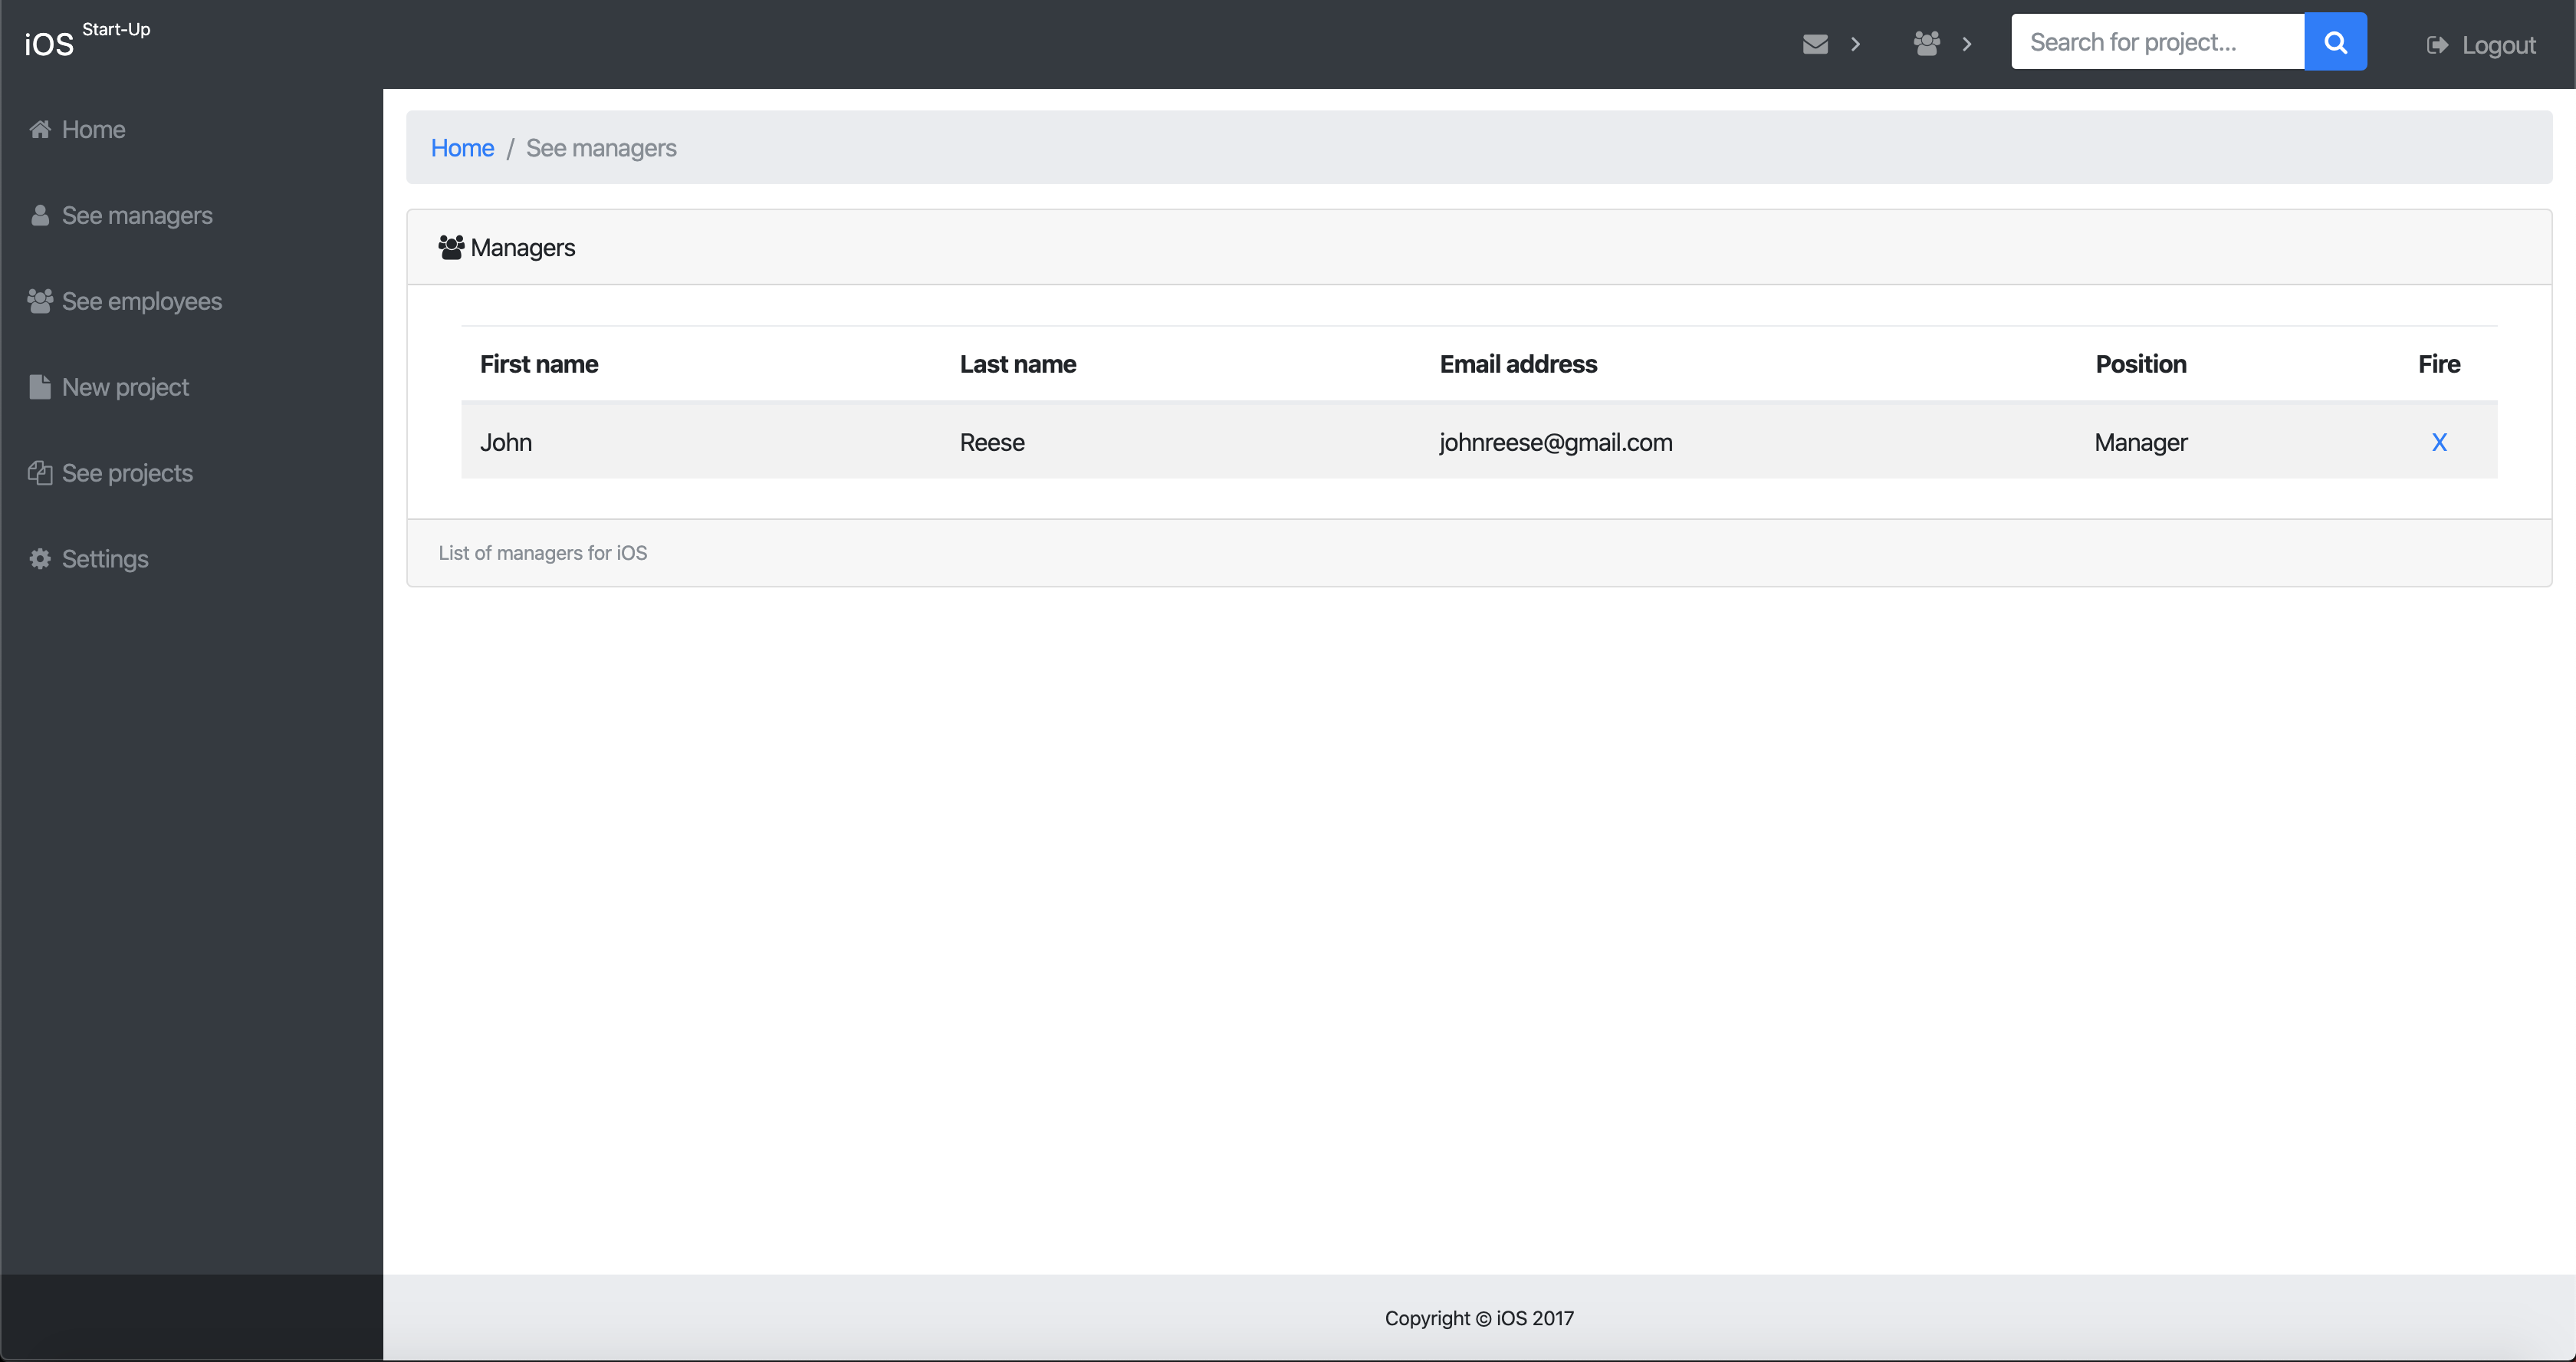 iOS Start-Up
Search for project...
Logout
Home
See managers
See employees
New project
See projects
Settings
Home / See managers
Managers
First name Last name Email address Position Fire
John Reese johnreese@gmail.com Manager X
List of managers for iOS
Copyright © iOS 2017